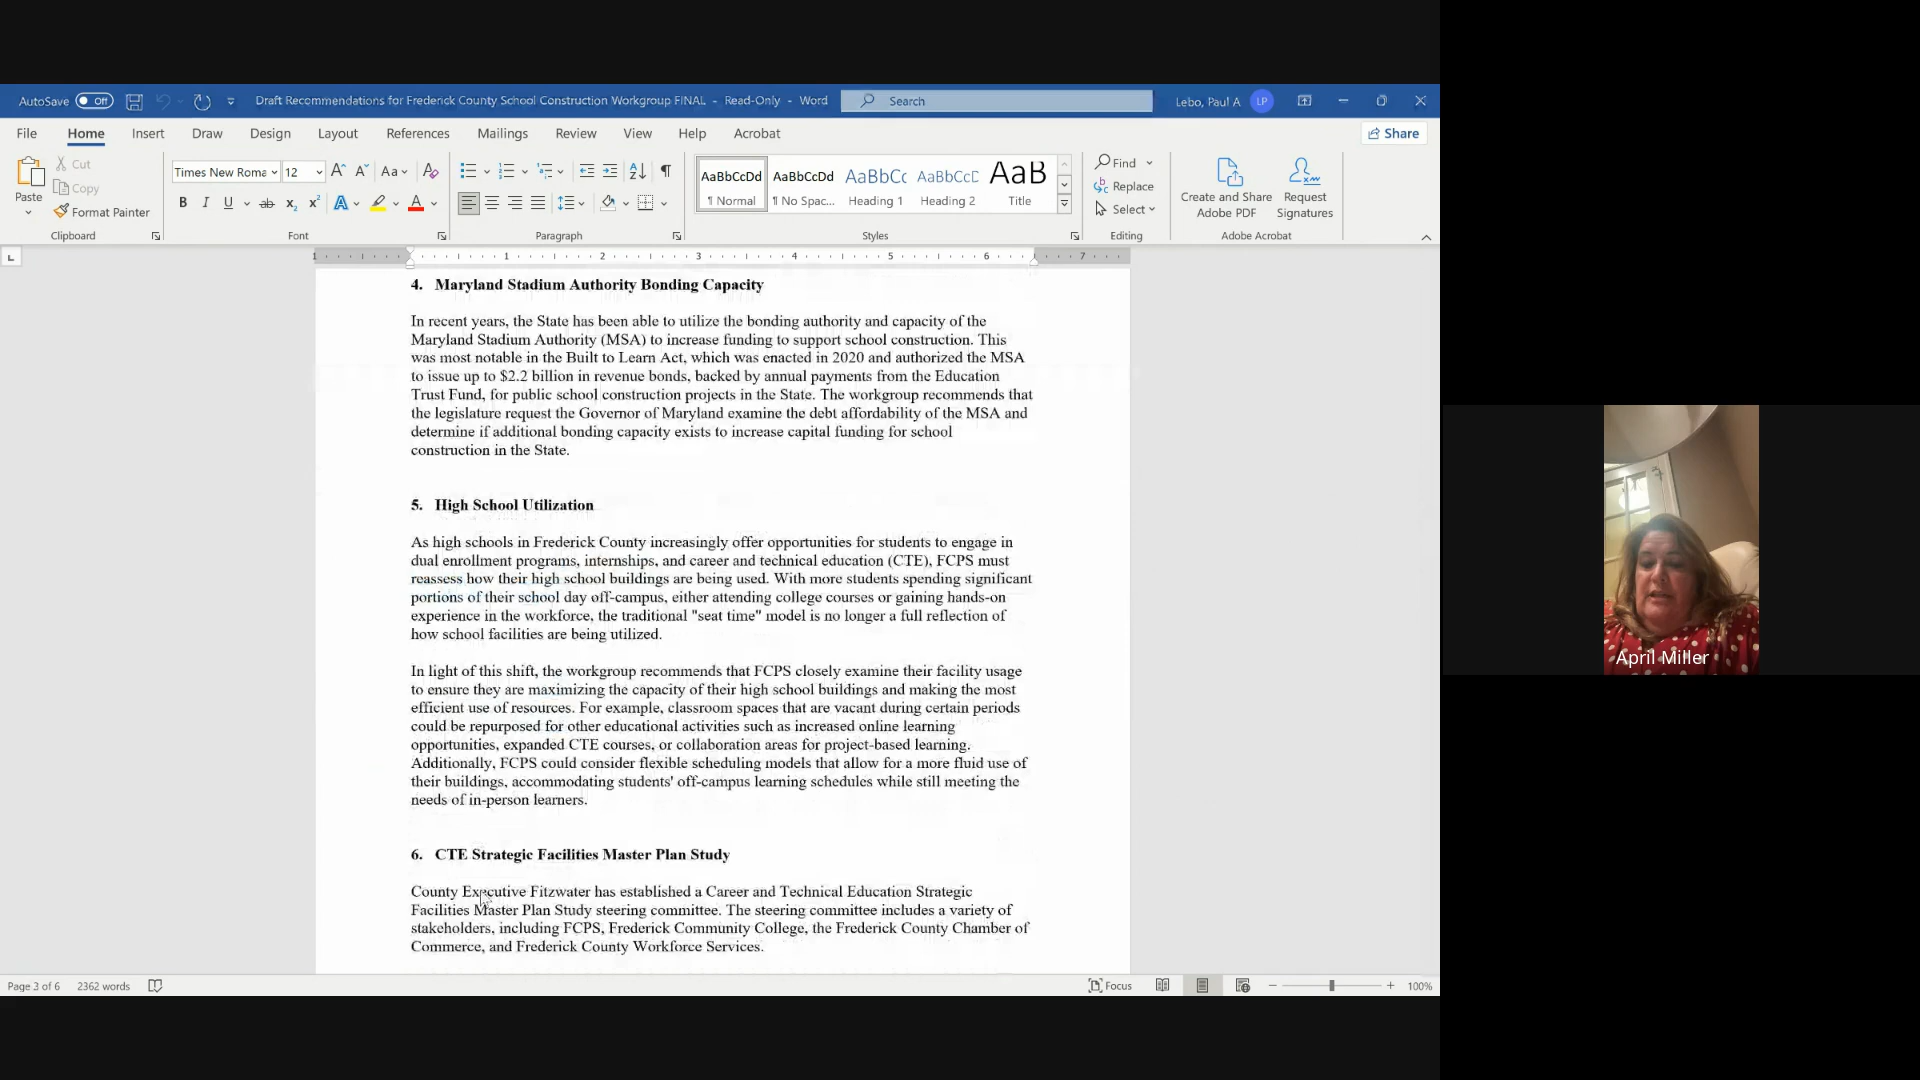 AutoSave Off Draft Recommendations for Frederick County School Construction Workgroup FINAL - Read-Only - Word Search Lebo, Paul A LP
File Home Insert Draw Design Layout References Mailings Review View Help Acrobat Share
Paste Cut Copy Format Painter
Times New Roma 12 Aa
B I U ab x₂ x² A A
AaBbCcDd AaBbCcDd AaBbCc AaBbCcD AaB
¶ Normal ¶ No Spac... Heading 1 Heading 2 Title
Find
Replace
Select
Create and Share Adobe PDF
Request Signatures
Clipboard Font Paragraph Styles Editing Adobe Acrobat
1 1 2 3 4 5 6 7
4. Maryland Stadium Authority Bonding Capacity
In recent years, the State has been able to utilize the bonding authority and capacity of the
Maryland Stadium Authority (MSA) to increase funding to support school construction. This
was most notable in the Built to Learn Act, which was enacted in 2020 and authorized the MSA
to issue up to $2.2 billion in revenue bonds, backed by annual payments from the Education
Trust Fund, for public school construction projects in the State. The workgroup recommends that
the legislature request the Governor of Maryland examine the debt affordability of the MSA and
determine if additional bonding capacity exists to increase capital funding for school
construction in the State.
5. High School Utilization
As high schools in Frederick County increasingly offer opportunities for students to engage in
dual enrollment programs, internships, and career and technical education (CTE), FCPS must
reassess how their high school buildings are being used. With more students spending significant
portions of their school day off-campus, either attending college courses or gaining hands-on
experience in the workforce, the traditional "seat time" model is no longer a full reflection of
how school facilities are being utilized.
In light of this shift, the workgroup recommends that FCPS closely examine their facility usage
to ensure they are maximizing the capacity of their high school buildings and making the most
efficient use of resources. For example, classroom spaces that are vacant during certain periods
could be repurposed for other educational activities such as increased online learning
opportunities, expanded CTE courses, or collaboration areas for project-based learning.
Additionally, FCPS could consider flexible scheduling models that allow for a more fluid use of
their buildings, accommodating students' off-campus learning schedules while still meeting the
needs of in-person learners.
6. CTE Strategic Facilities Master Plan Study
County Executive Fitzwater has established a Career and Technical Education Strategic
Facilities Master Plan Study steering committee. The steering committee includes a variety of
stakeholders, including FCPS, Frederick Community College, the Frederick County Chamber of
Commerce, and Frederick County Workforce Services.
Page 3 of 6 2362 words Focus 100%
April Miller